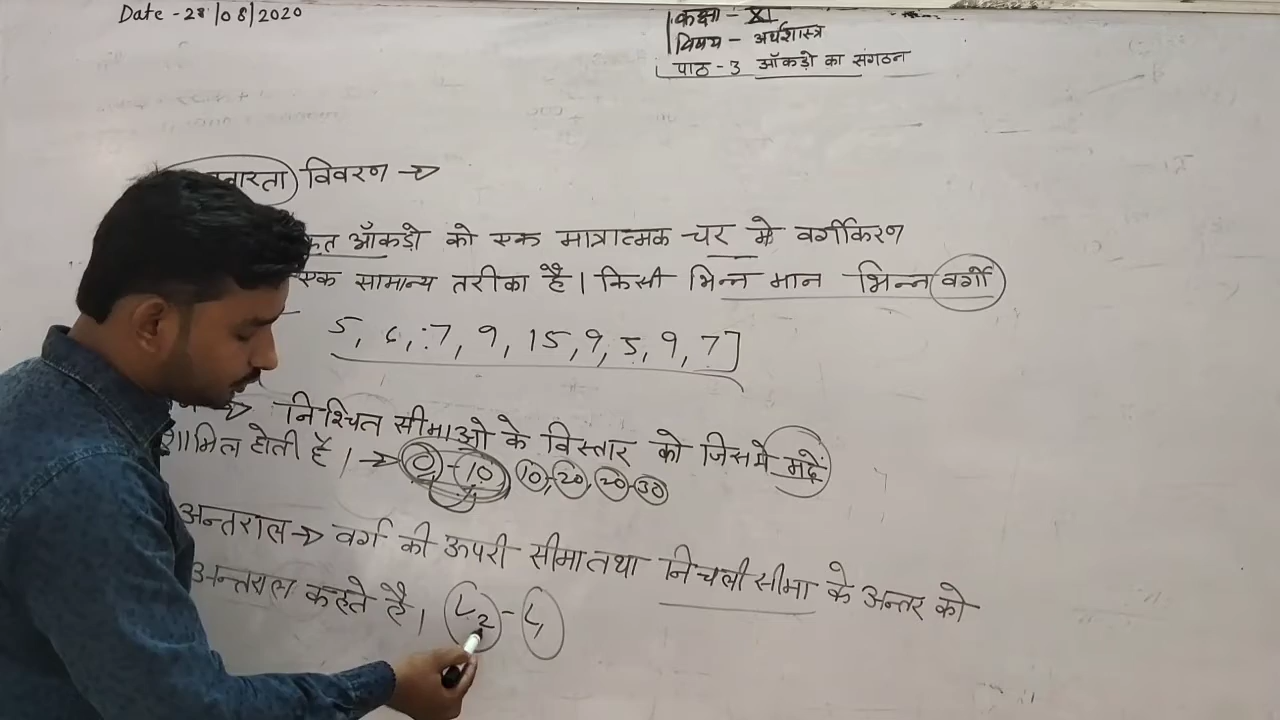 Date - 28/08/2020
कक्षा - XI
विषय - अर्थशास्त्र
पाठ - 3 आँकड़ो का संगठन
विवरण →
आँकड़ो को एक मात्रात्मक चर मे वर्गीकरण
एक सामान्य तरीका है। किसी भिन्न मान भिन्न वर्गो
5, 6, 7, 9, 15, 9, 5, 9, 7]
→ निश्चित सीमाओ के विस्तार को जिसमे मदें
शामिल होती है। → 0 - 10 10-20, 20-30
अन्तराल → वर्ग की ऊपरी सीमा तथा निचली सीमा के अन्तर को
अन्तराल कहते है। L2 - L1